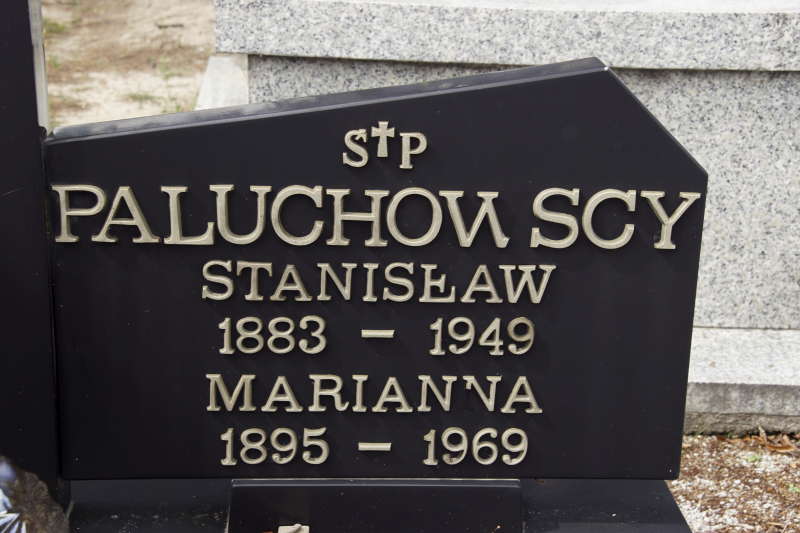 S✝P
PALUCHOWSCY
STANISŁAW
1883 – 1949
MARIANNA
1895 – 1969